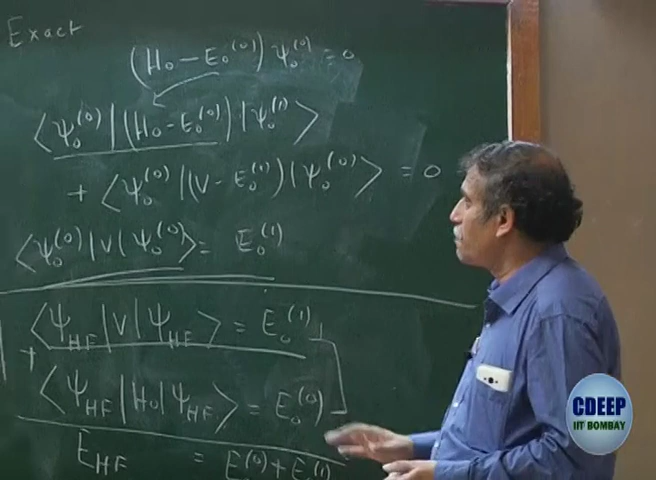 Exact
(H₀ − E₀⁽⁰⁾) ψ₀⁽⁰⁾ = 0
⟨ψ₀⁽⁰⁾|(H₀ − E₀⁽⁰⁾)|ψ₀⁽¹⁾⟩
+ ⟨ψ₀⁽⁰⁾|(V − E₀⁽¹⁾)|ψ₀⁽⁰⁾⟩ = 0
⟨ψ₀⁽⁰⁾|V|ψ₀⁽⁰⁾⟩ = E₀⁽¹⁾
⟨ψ_HF|V|ψ_HF⟩ = E₀⁽¹⁾
+
⟨ψ_HF|H₀|ψ_HF⟩ = E₀⁽⁰⁾
E_HF = E₀⁽⁰⁾ + E₀⁽¹⁾
CDEEP
IIT BOMBAY